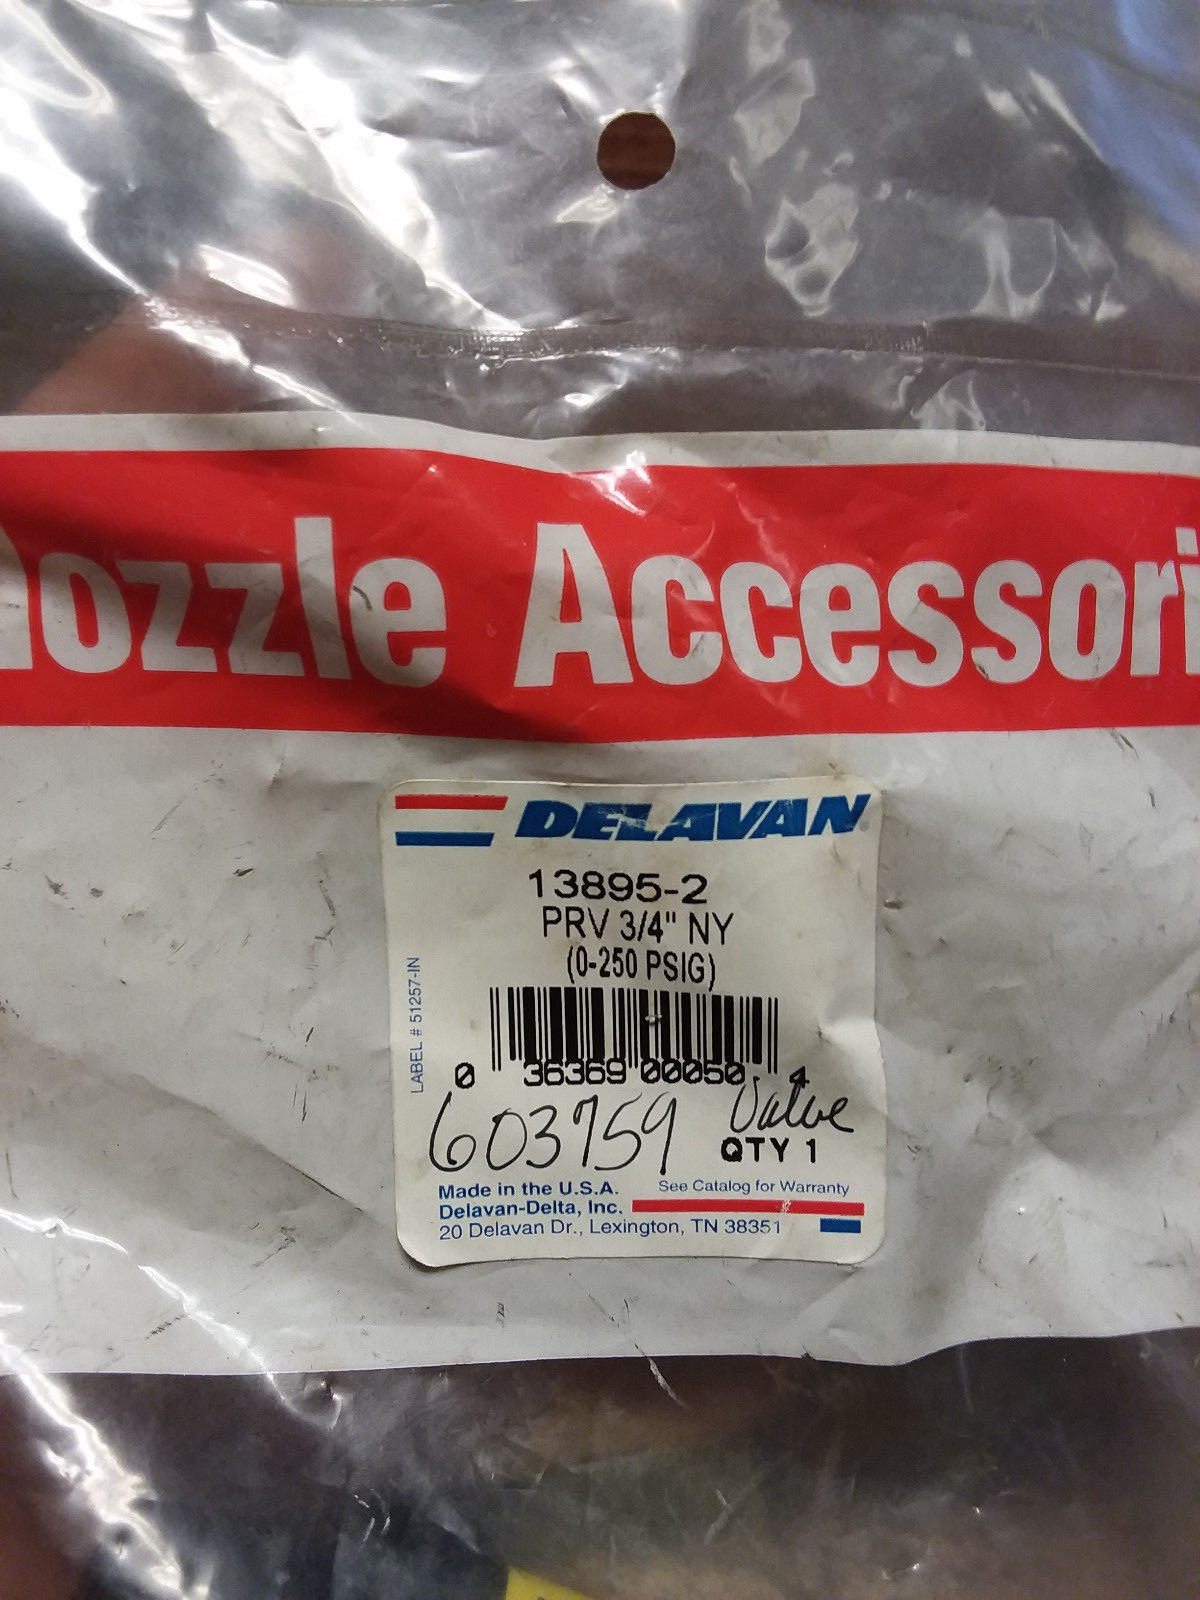 Nozzle Accessori
DELAVAN
13895-2
PRV 3/4" NY
(0-250 PSIG)
LABEL # 51257-IN
0 36369 00050 4
603759 Valve
QTY 1
Made in the U.S.A. See Catalog for Warranty
Delavan-Delta, Inc.
20 Delavan Dr., Lexington, TN 38351